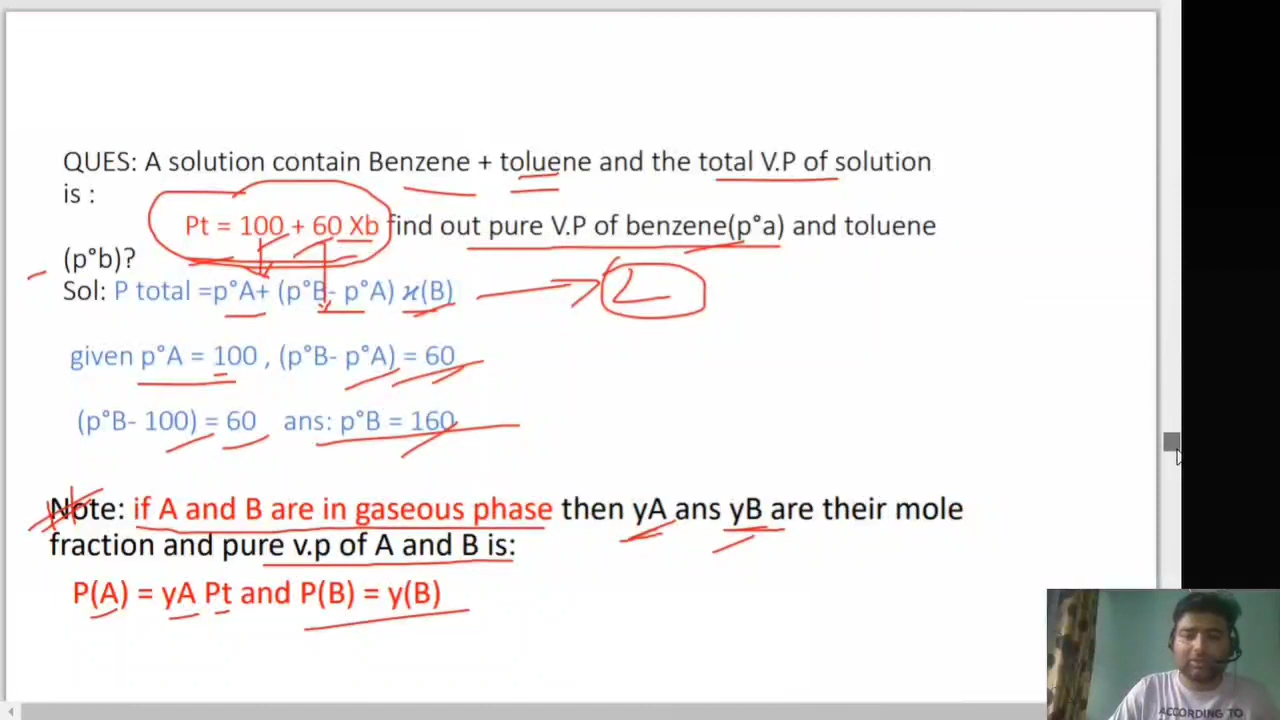 QUES: A solution contain Benzene + toluene and the total V.P of solution
is :
Pt = 100 + 60 Xb find out pure V.P of benzene(p°a) and toluene
(p°b)?
Sol: P total =p°A+ (p°B- p°A) ϰ(B)
given p°A = 100 , (p°B- p°A) = 60
(p°B- 100) = 60 ans: p°B = 160
Note: if A and B are in gaseous phase then yA ans yB are their mole
fraction and pure v.p of A and B is:
P(A) = yA Pt and P(B) = y(B)
ACCORDING TO